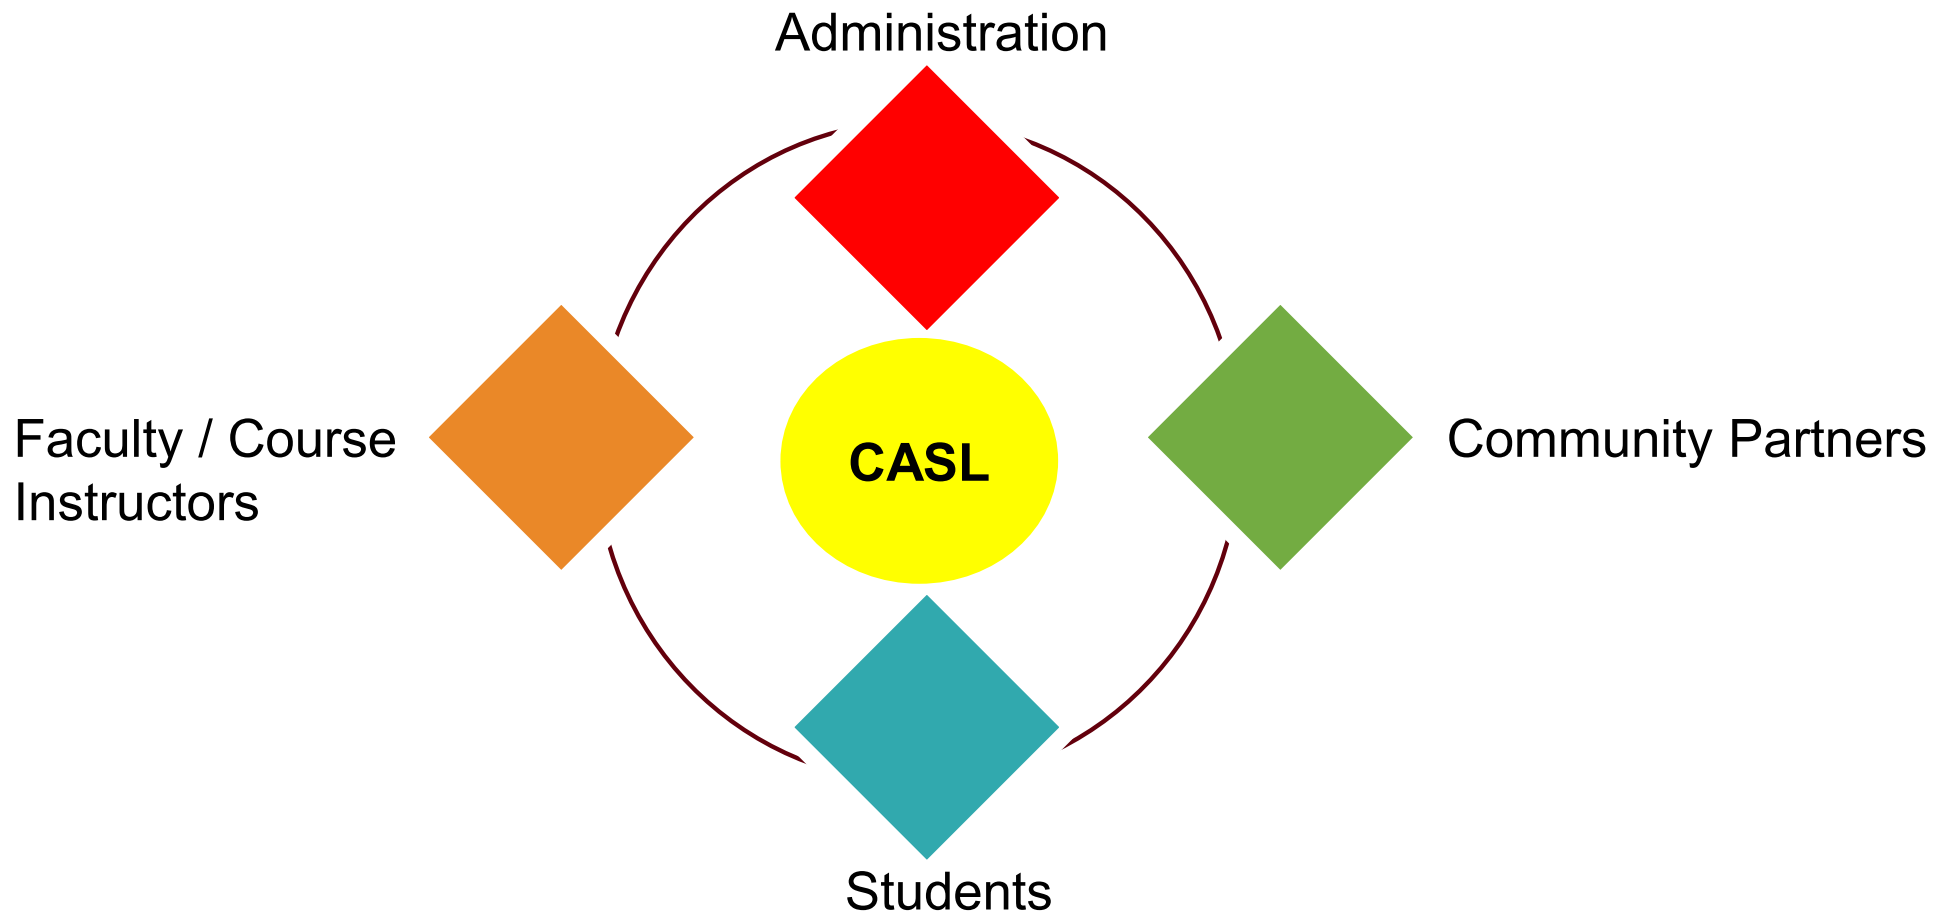 Administration
Faculty / Course
Instructors
CASL
Community Partners
Students